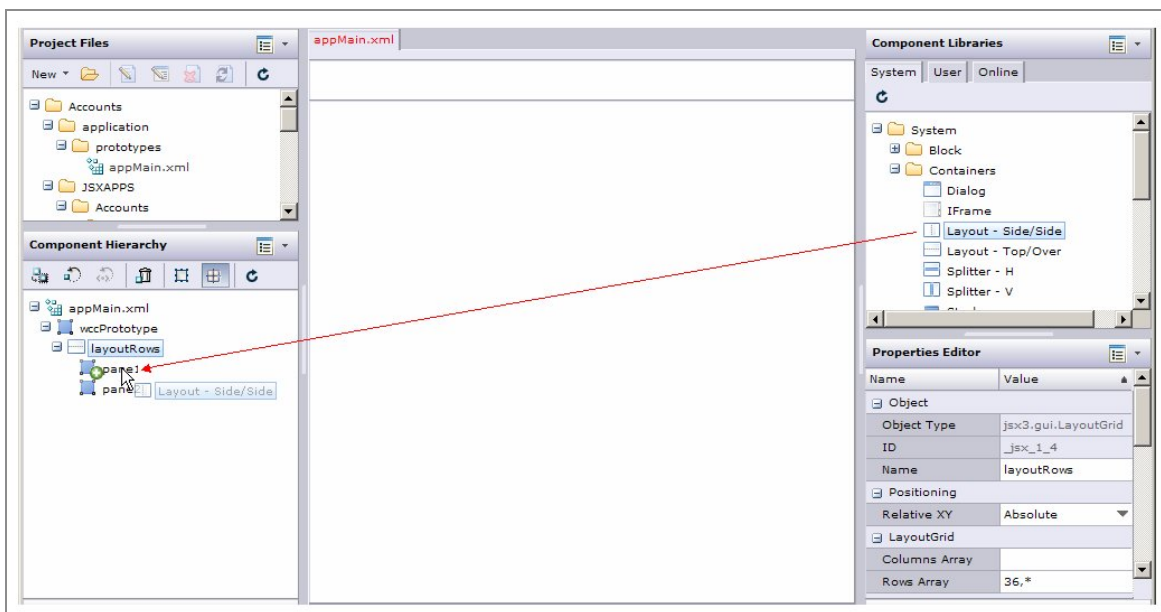 Project Files
New
Accounts
application
prototypes
appMain.xml
JSXAPPS
Accounts
Component Hierarchy
appMain.xml
wccPrototype
layoutRows
pane1
Layout - Side/Side
appMain.xml
Component Libraries
System User Online
System
Block
Containers
Dialog
IFrame
Layout - Side/Side
Layout - Top/Over
Splitter - H
Splitter - V
Properties Editor
Name Value
Object
Object Type jsx3.gui.LayoutGrid
ID _jsx_1_4
Name layoutRows
Positioning
Relative XY Absolute
LayoutGrid
Columns Array
Rows Array 36,*